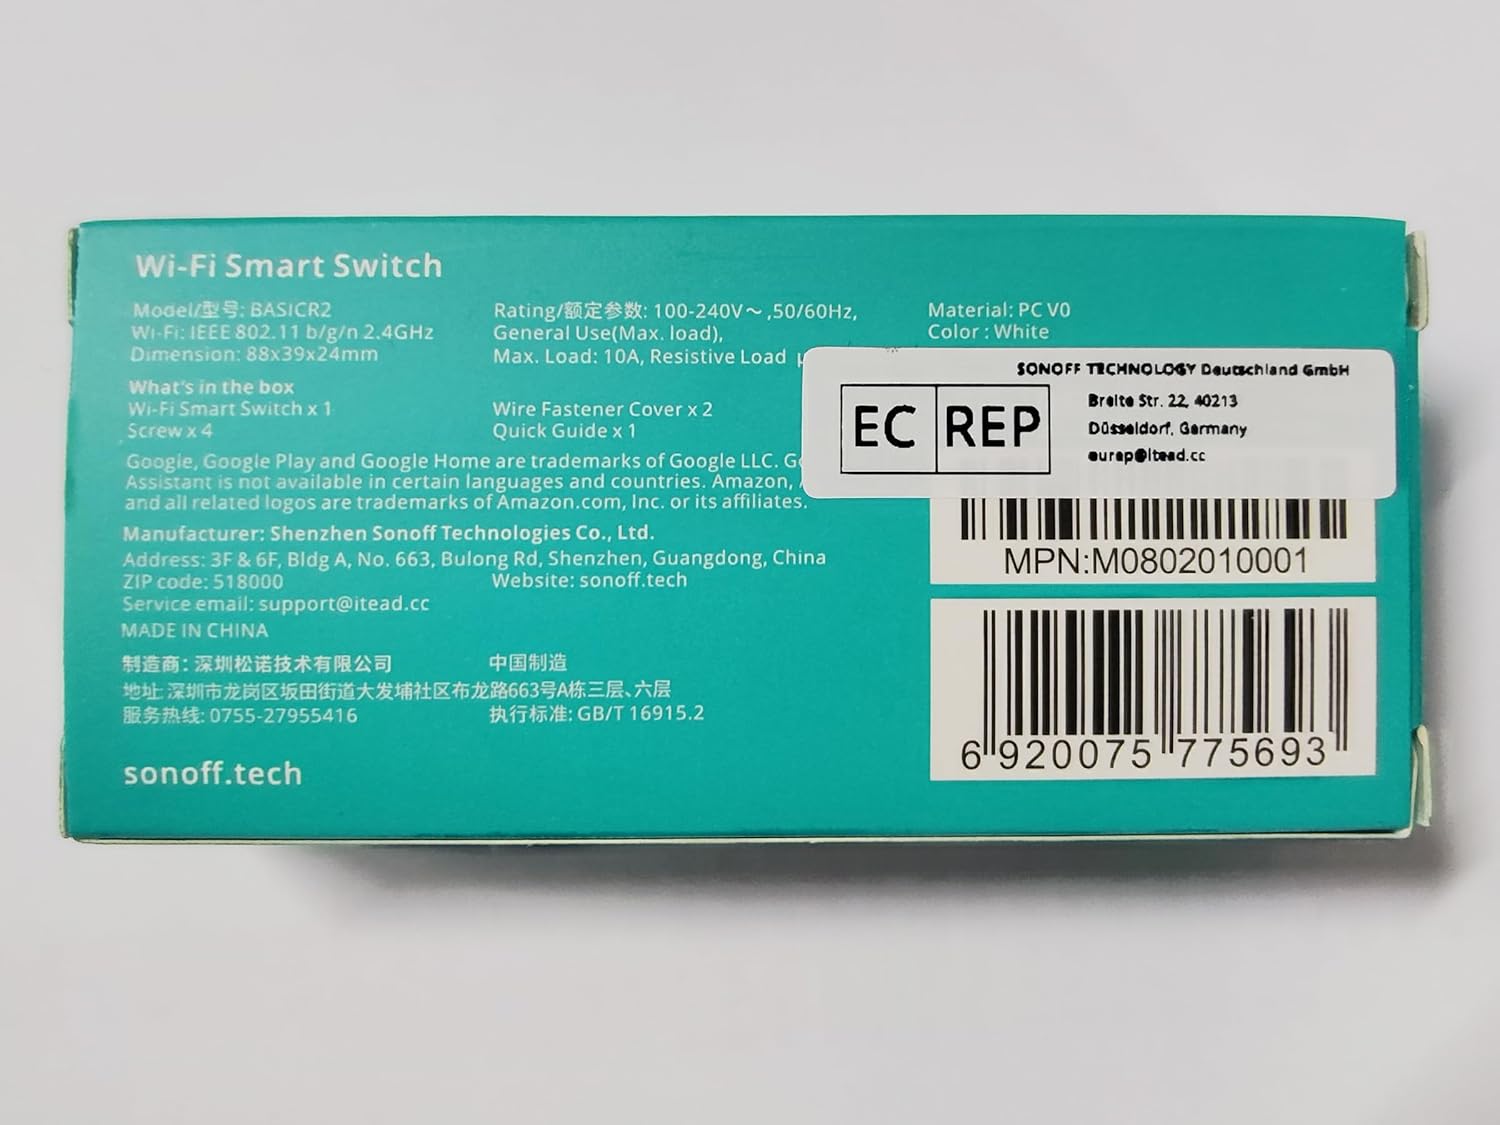 Wi-Fi Smart Switch
Model/型号: BASICR2
Wi-Fi: IEEE 802.11 b/g/n 2.4GHz
Dimension: 88x39x24mm
Rating/额定参数: 100-240V～ ,50/60Hz,
General Use(Max. load),
Max. Load: 10A, Resistive Load μ
Material: PC V0
Color : White
What's in the box
Wi-Fi Smart Switch x 1
Screw x 4
Wire Fastener Cover x 2
Quick Guide x 1
Google, Google Play and Google Home are trademarks of Google LLC.
Assistant is not available in certain languages and countries. Amazon,
and all related logos are trademarks of Amazon.com, Inc. or its affiliates.
Manufacturer: Shenzhen Sonoff Technologies Co., Ltd.
Address: 3F & 6F, Bldg A, No. 663, Bulong Rd, Shenzhen, Guangdong, China
ZIP code: 518000
Website: sonoff.tech
Service email: support@itead.cc
MADE IN CHINA
制造商: 深圳松诺技术有限公司
中国制造
地址: 深圳市龙岗区坂田街道大发埔社区布龙路663号A栋三层、六层
服务热线: 0755-27955416
执行标准: GB/T 16915.2
sonoff.tech
SONOFF TECHNOLOGY Deutschland GmbH
EC REP
Breite Str. 22, 40213
Düsseldorf, Germany
eurep@itead.cc
MPN:M0802010001
6 920075 775693